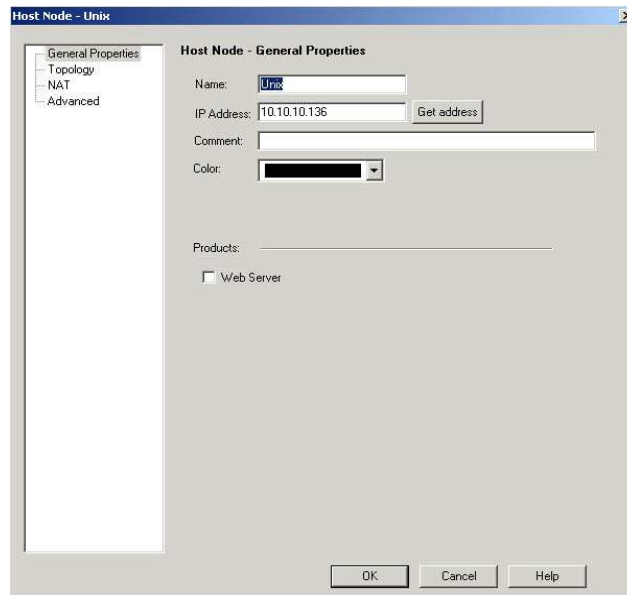 Host Node - Unix
General Properties
Topology
NAT
Advanced
Host Node - General Properties
Name: Unix
IP Address: 10.10.10.136 Get address
Comment:
Color:
Products:
Web Server
OK Cancel Help